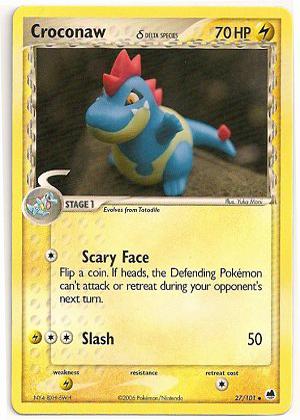 Croconaw δ DELTA SPECIES 70 HP
Illus. Yuka Morii
STAGE 1
Evolves from Totodile
Scary Face
Flip a coin. If heads, the Defending Pokémon
can't attack or retreat during your opponent's
next turn.
Slash 50
weakness resistance retreat cost
©2006 Pokémon/Nintendo 27/101